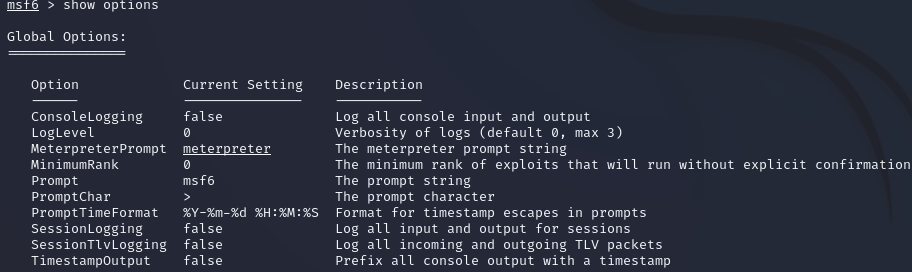 msf6 > show options
Global Options:
================
Option Current Setting Description
------ --------------- -----------
ConsoleLogging false Log all console input and output
LogLevel 0 Verbosity of logs (default 0, max 3)
MeterpreterPrompt meterpreter The meterpreter prompt string
MinimumRank 0 The minimum rank of exploits that will run without explicit confirmation
Prompt msf6 The prompt string
PromptChar > The prompt character
PromptTimeFormat %Y-%m-%d %H:%M:%S Format for timestamp escapes in prompts
SessionLogging false Log all input and output for sessions
SessionTlvLogging false Log all incoming and outgoing TLV packets
TimestampOutput false Prefix all console output with a timestamp